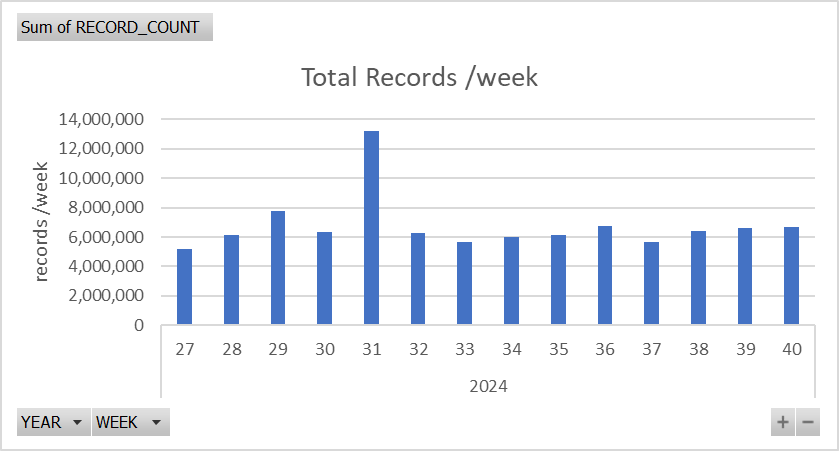 Sum of RECORD_COUNT
Total Records /week
records /week
14,000,000
12,000,000
10,000,000
8,000,000
6,000,000
4,000,000
2,000,000
0
27 28 29 30 31 32 33 34 35 36 37 38 39 40
2024
YEAR WEEK + −